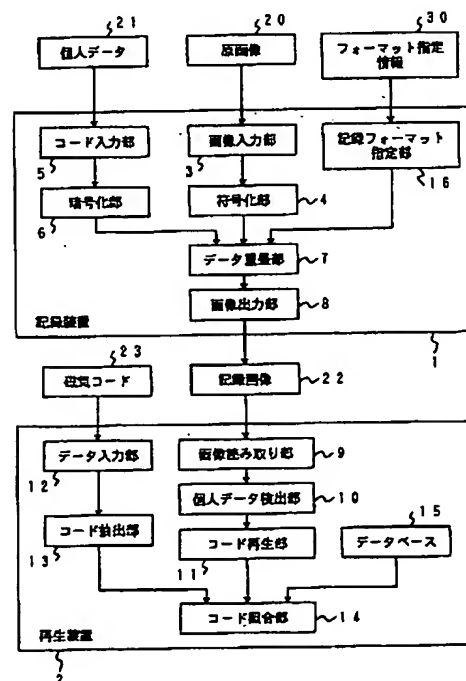 21
20
30
個人データ
原画像
フォーマット指定
情報
コード入力部
画像入力部
記録フォーマット
指定部
5
3
16
暗号化部
符号化部
4
6
データ重畳部
7
画像出力部
8
記録装置
1
23
磁気コード
記録画像
22
データ入力部
画像読み取り部
9
12
個人データ検出部
10
15
コード抽出部
コード再生部
データベース
13
11
コード照合部
14
再生装置
2